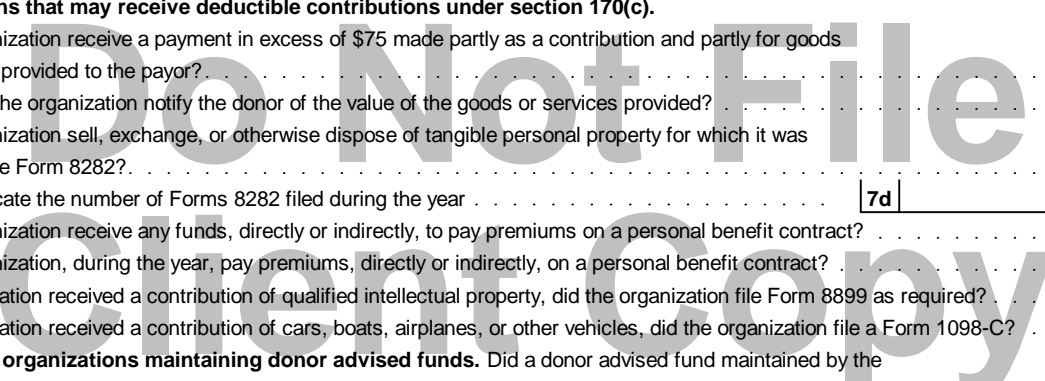 ns that may receive deductible contributions under section 170(c).
nization receive a payment in excess of $75 made partly as a contribution and partly for goods
provided to the payor? . . . . . . . . . . . . . . . . . . . . . . . . . . . . . . . . .
he organization notify the donor of the value of the goods or services provided? . . . . . . . . . . . . .
nization sell, exchange, or otherwise dispose of tangible personal property for which it was
e Form 8282? . . . . . . . . . . . . . . . . . . . . . . . . . . . . . . . . . . . .
cate the number of Forms 8282 filed during the year . . . . . . . . . . . . . . . . . . . 7d
nization receive any funds, directly or indirectly, to pay premiums on a personal benefit contract? . . . . . . . . .
nization, during the year, pay premiums, directly or indirectly, on a personal benefit contract? . . . . . . . . . . .
ation received a contribution of qualified intellectual property, did the organization file Form 8899 as required? . . .
ation received a contribution of cars, boats, airplanes, or other vehicles, did the organization file a Form 1098-C? .
organizations maintaining donor advised funds. Did a donor advised fund maintained by the
Do Not File
Client Copy